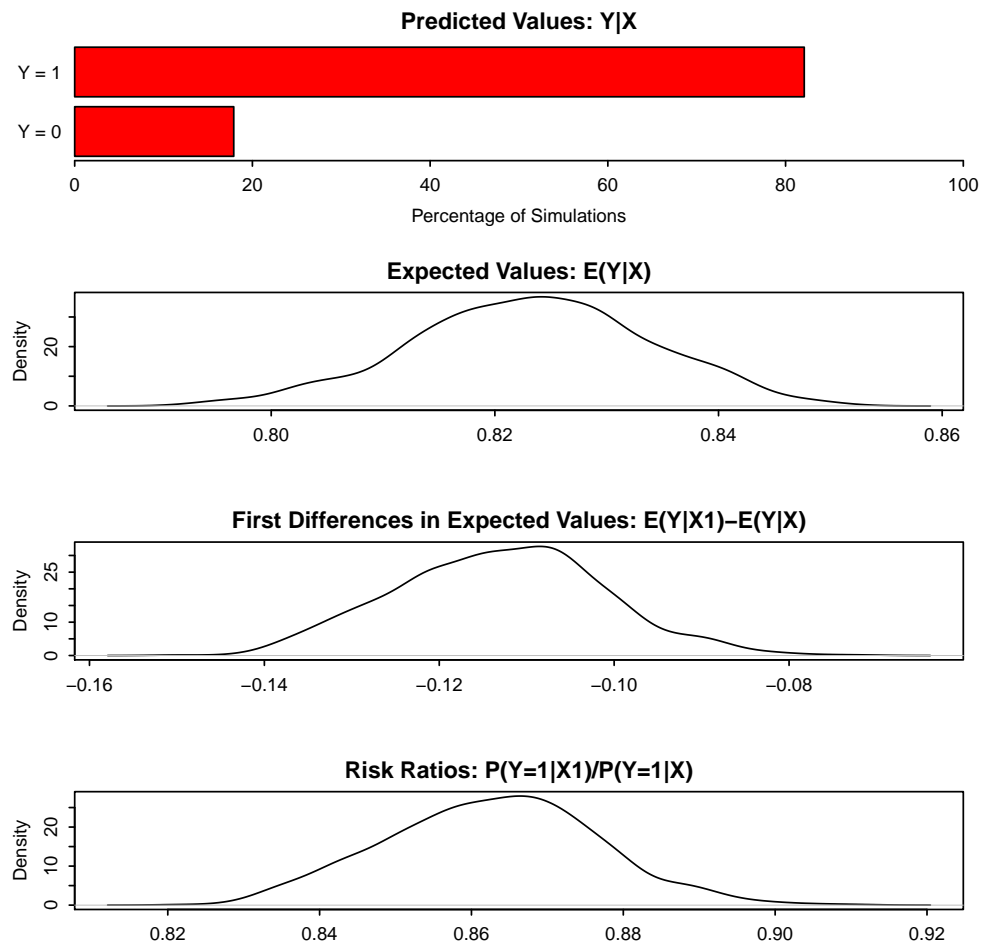 Predicted Values: Y|X
Y = 1
Y = 0
0 20 40 60 80 100
Percentage of Simulations
Expected Values: E(Y|X)
Density
0 20
0.80 0.82 0.84 0.86
First Differences in Expected Values: E(Y|X1)−E(Y|X)
Density
0 10 25
−0.16 −0.14 −0.12 −0.10 −0.08
Risk Ratios: P(Y=1|X1)/P(Y=1|X)
Density
0 10 20
0.82 0.84 0.86 0.88 0.90 0.92